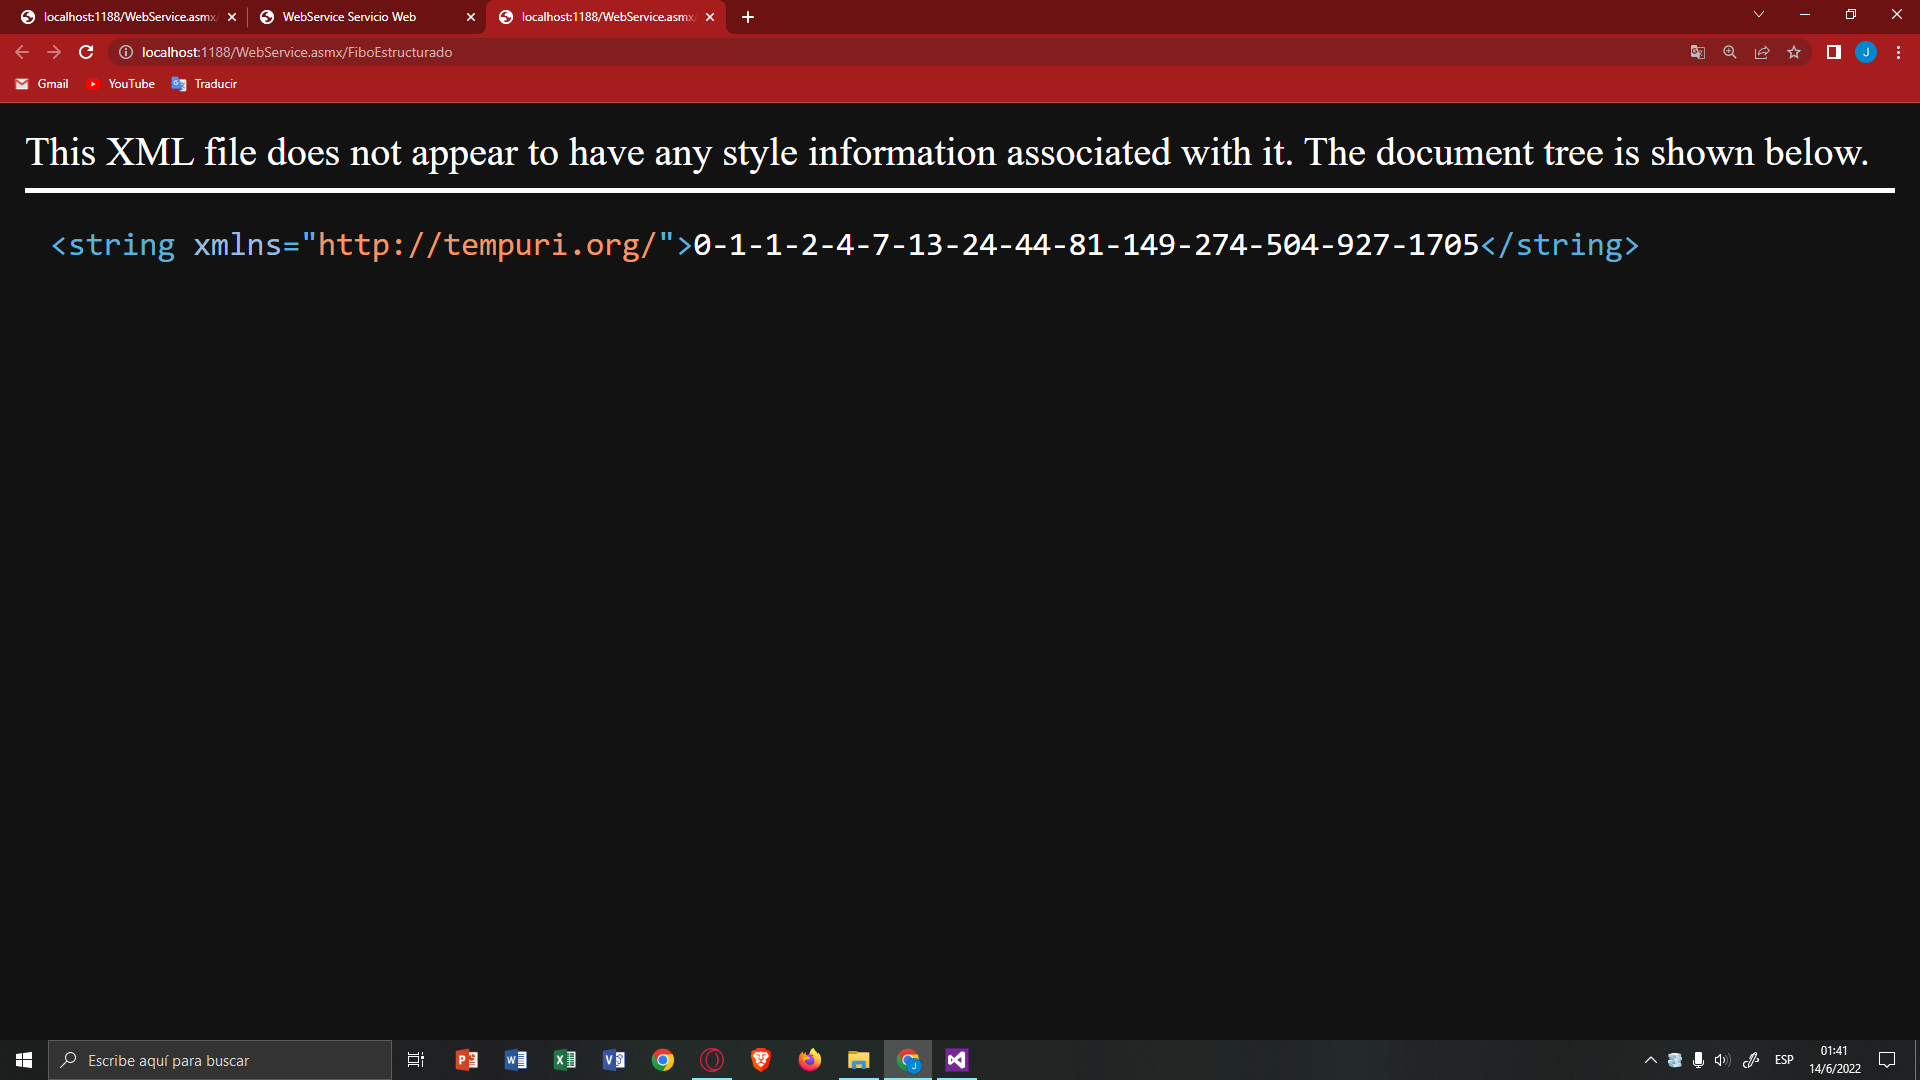 localhost:1188/WebService.asmx/
WebService Servicio Web
localhost:1188/WebService.asmx/
localhost:1188/WebService.asmx/FiboEstructurado
J
Gmail
YouTube
Traducir
This XML file does not appear to have any style information associated with it. The document tree is shown below.
<string xmlns="http://tempuri.org/">0-1-1-2-4-7-13-24-44-81-149-274-504-927-1705</string>
Escribe aquí para buscar
ESP
01:41
14/6/2022